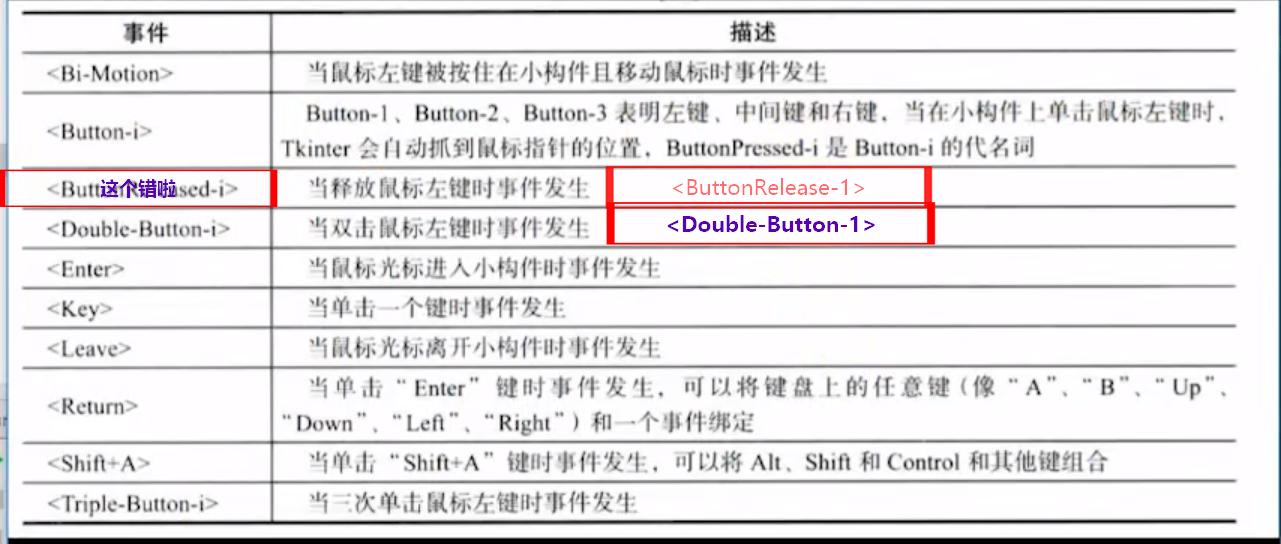 事件 描述
<Bi-Motion> 当鼠标左键被按住在小构件且移动鼠标时事件发生
Button-1、Button-2、Button-3 表明左键、中间键和右键，当在小构件上单击鼠标左键时，
<Button-i>
Tkinter 会自动抓到鼠标指针的位置，ButtonPressed-i 是 Button-i 的代名词
这个错啦 当释放鼠标左键时事件发生 <ButtonRelease-1>
<Double-Button-i> 当双击鼠标左键时事件发生 <Double-Button-1>
<Enter> 当鼠标光标进入小构件时事件发生
<Key> 当单击一个键时事件发生
<Leave> 当鼠标光标离开小构件时事件发生
当单击“Enter”键时事件发生，可以将键盘上的任意键（像“A”、“B”、“Up”、
<Return>
“Down”、“Left”、“Right”）和一个事件绑定
<Shift+A> 当单击“Shift+A”键时事件发生，可以将 Alt、Shift 和 Control 和其他键组合
<Triple-Button-i> 当三次单击鼠标左键时事件发生